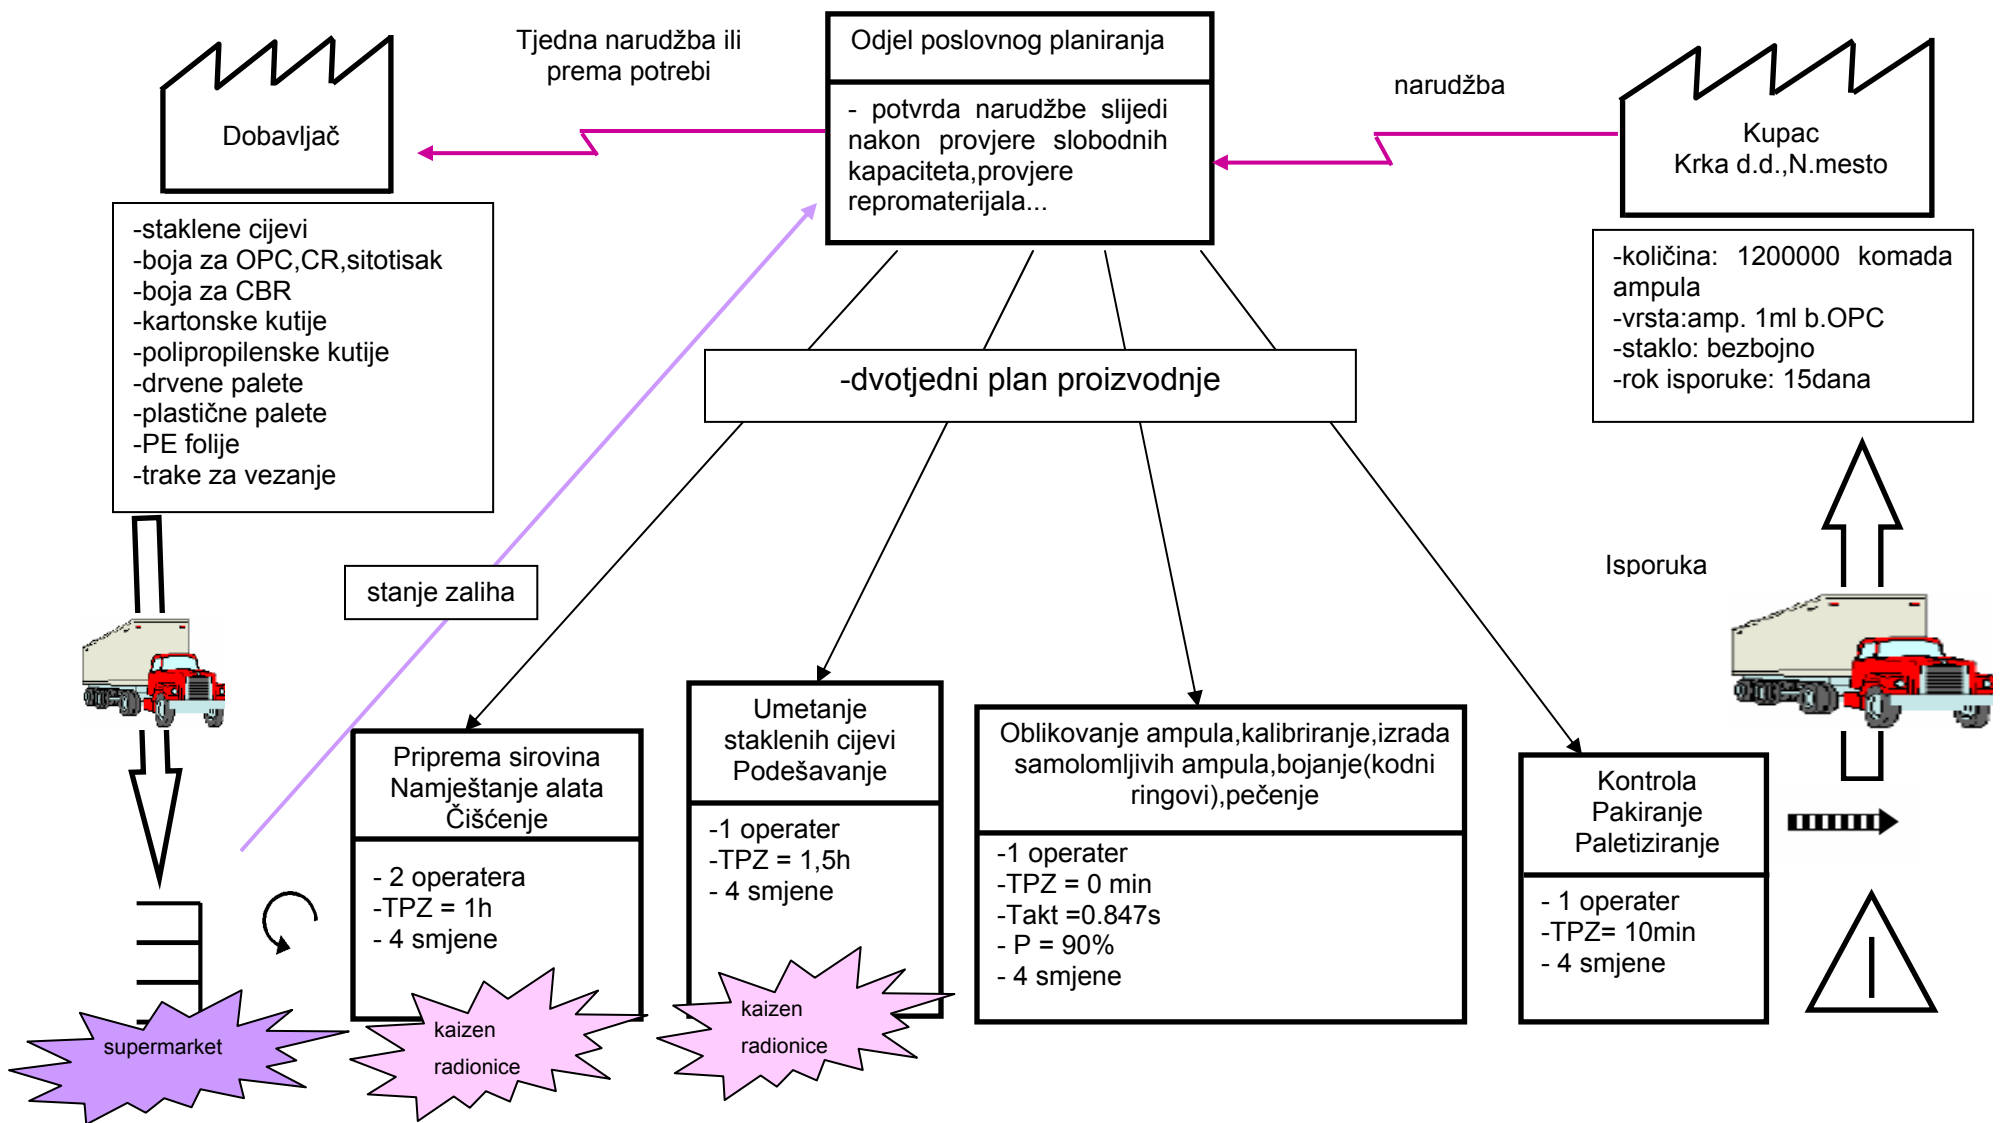 Tjedna narudžba ili
prema potrebi
Odjel poslovnog planiranja
- potvrda narudžbe slijedi
nakon provjere slobodnih
kapaciteta,provjere
repromaterijala...
narudžba
Dobavljač
Kupac
Krka d.d.,N.mesto
-staklene cijevi
-boja za OPC,CR,sitotisak
-boja za CBR
-kartonske kutije
-polipropilenske kutije
-drvene palete
-plastične palete
-PE folije
-trake za vezanje
-količina: 1200000 komada
ampula
-vrsta:amp. 1ml b.OPC
-staklo: bezbojno
-rok isporuke: 15dana
-dvotjedni plan proizvodnje
stanje zaliha
Isporuka
Priprema sirovina
Namještanje alata
Čišćenje
- 2 operatera
-TPZ = 1h
- 4 smjene
Umetanje
staklenih cijevi
Podešavanje
-1 operater
-TPZ = 1,5h
- 4 smjene
Oblikovanje ampula,kalibriranje,izrada
samolomljivih ampula,bojanje(kodni
ringovi),pečenje
-1 operater
-TPZ = 0 min
-Takt =0.847s
- P = 90%
- 4 smjene
Kontrola
Pakiranje
Paletiziranje
- 1 operater
-TPZ= 10min
- 4 smjene
supermarket
kaizen
radionice
kaizen
radionice
I